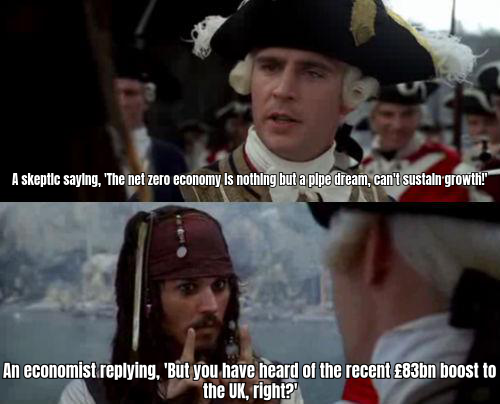 A skeptic saying, 'The net zero economy is nothing but a pipe dream, can't sustain growth!'
An economist replying, 'But you have heard of the recent £83bn boost to
the UK, right?'